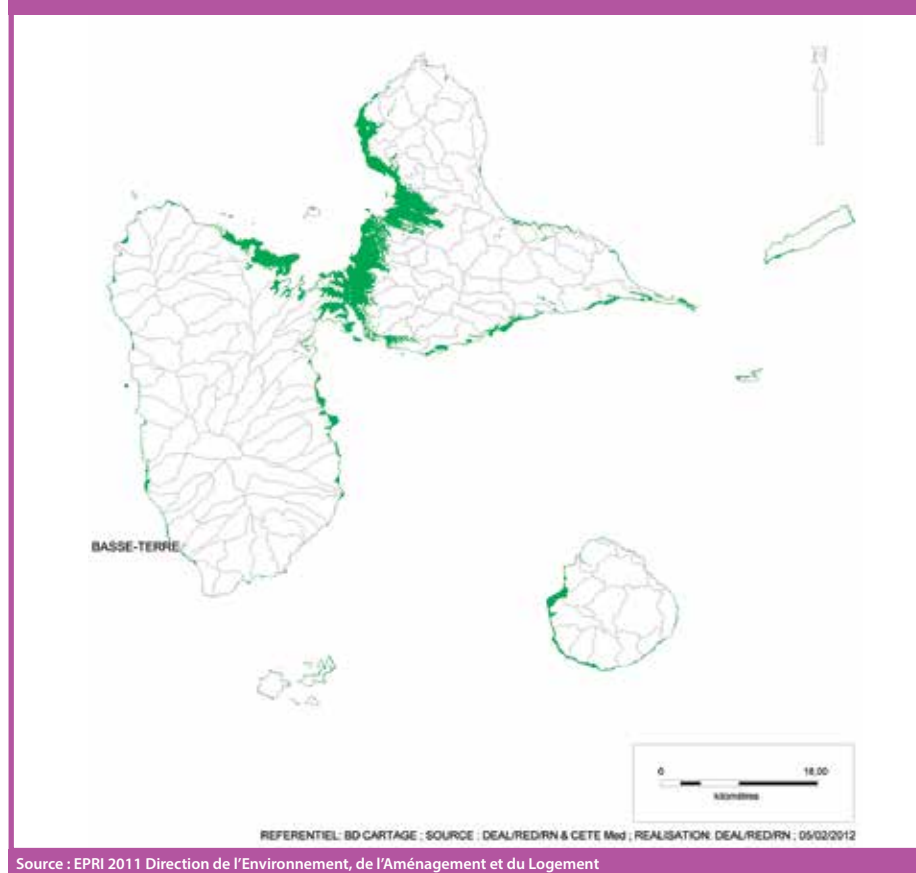 N
BASSE-TERRE
0 18,00
kilomètres
REFERENTIEL: BD CARTAGE ; SOURCE : DEAL/RED/RN & CETE Med ; REALISATION: DEAL/RED/RN ; 05/02/2012
Source : EPRI 2011 Direction de l’Environnement, de l’Aménagement et du Logement